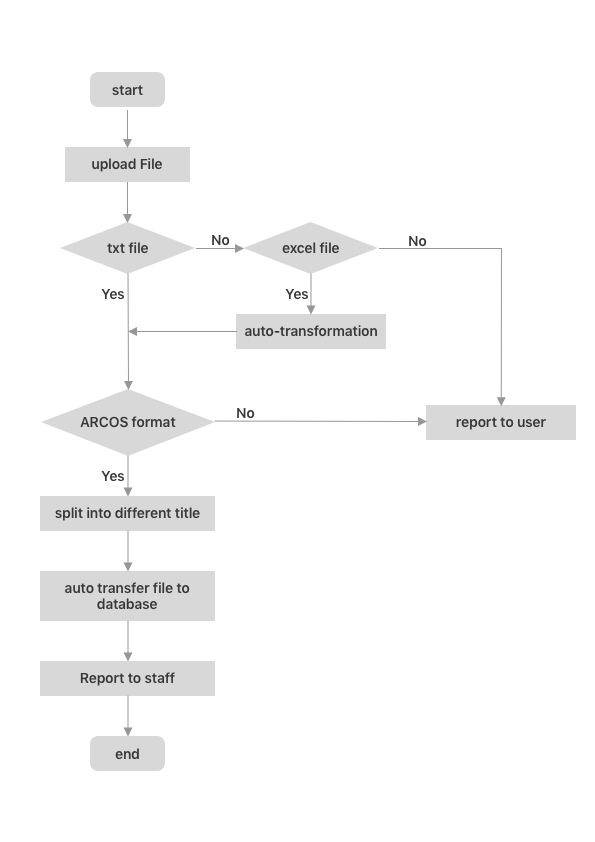 start
upload File
txt file
No
excel file
No
Yes
Yes
auto-transformation
ARCOS format
No
report to user
Yes
split into different title
auto transfer file to
database
Report to staff
end